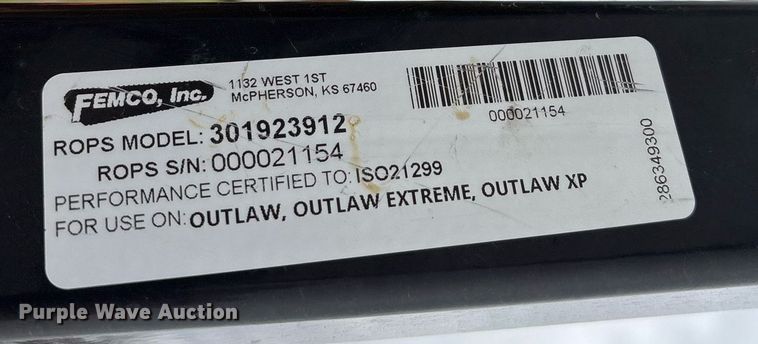 FEMCO, Inc.
1132 WEST 1ST
McPHERSON, KS 67460
000021154
ROPS MODEL: 301923912
ROPS S/N: 000021154
PERFORMANCE CERTIFIED TO: ISO21299
FOR USE ON: OUTLAW, OUTLAW EXTREME, OUTLAW XP
286349300
Purple Wave Auction